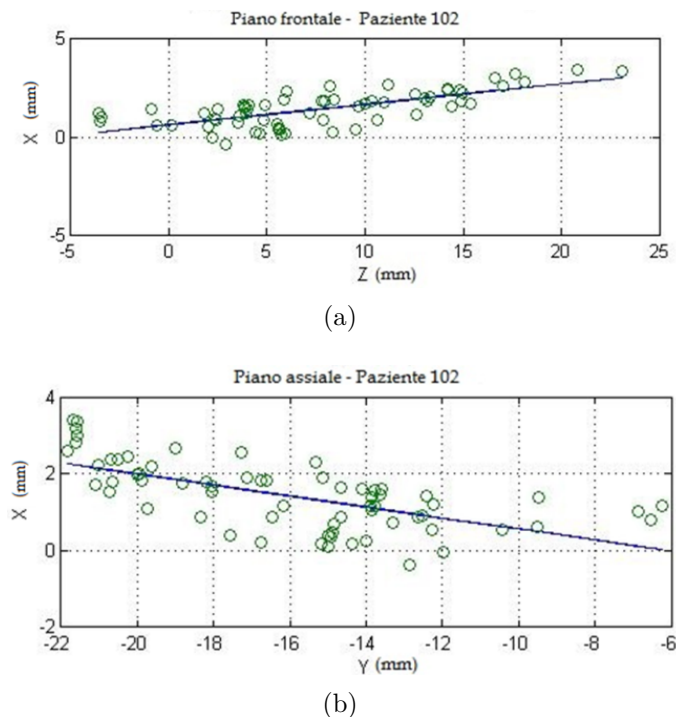 Piano frontale - Paziente 102
5
0
-5
X (mm)
-5 0 5 10 15 20 25
Z (mm)
(a)
Piano assiale - Paziente 102
4
2
0
-2
X (mm)
-22 -20 -18 -16 -14 -12 -10 -8 -6
Y (mm)
(b)